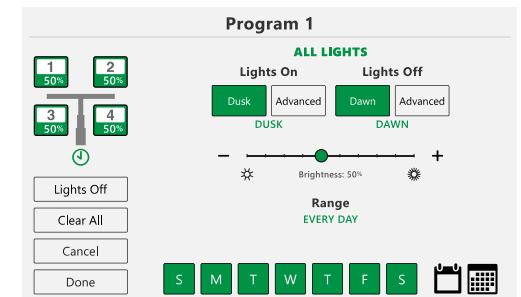 Program 1
1
50%
2
50%
3
50%
4
50%
Lights Off
Clear All
Cancel
Done
ALL LIGHTS
Lights On
Lights Off
Dusk
Advanced
Dawn
Advanced
DUSK
DAWN
− +
Brightness: 50%
Range
EVERY DAY
S M T W T F S